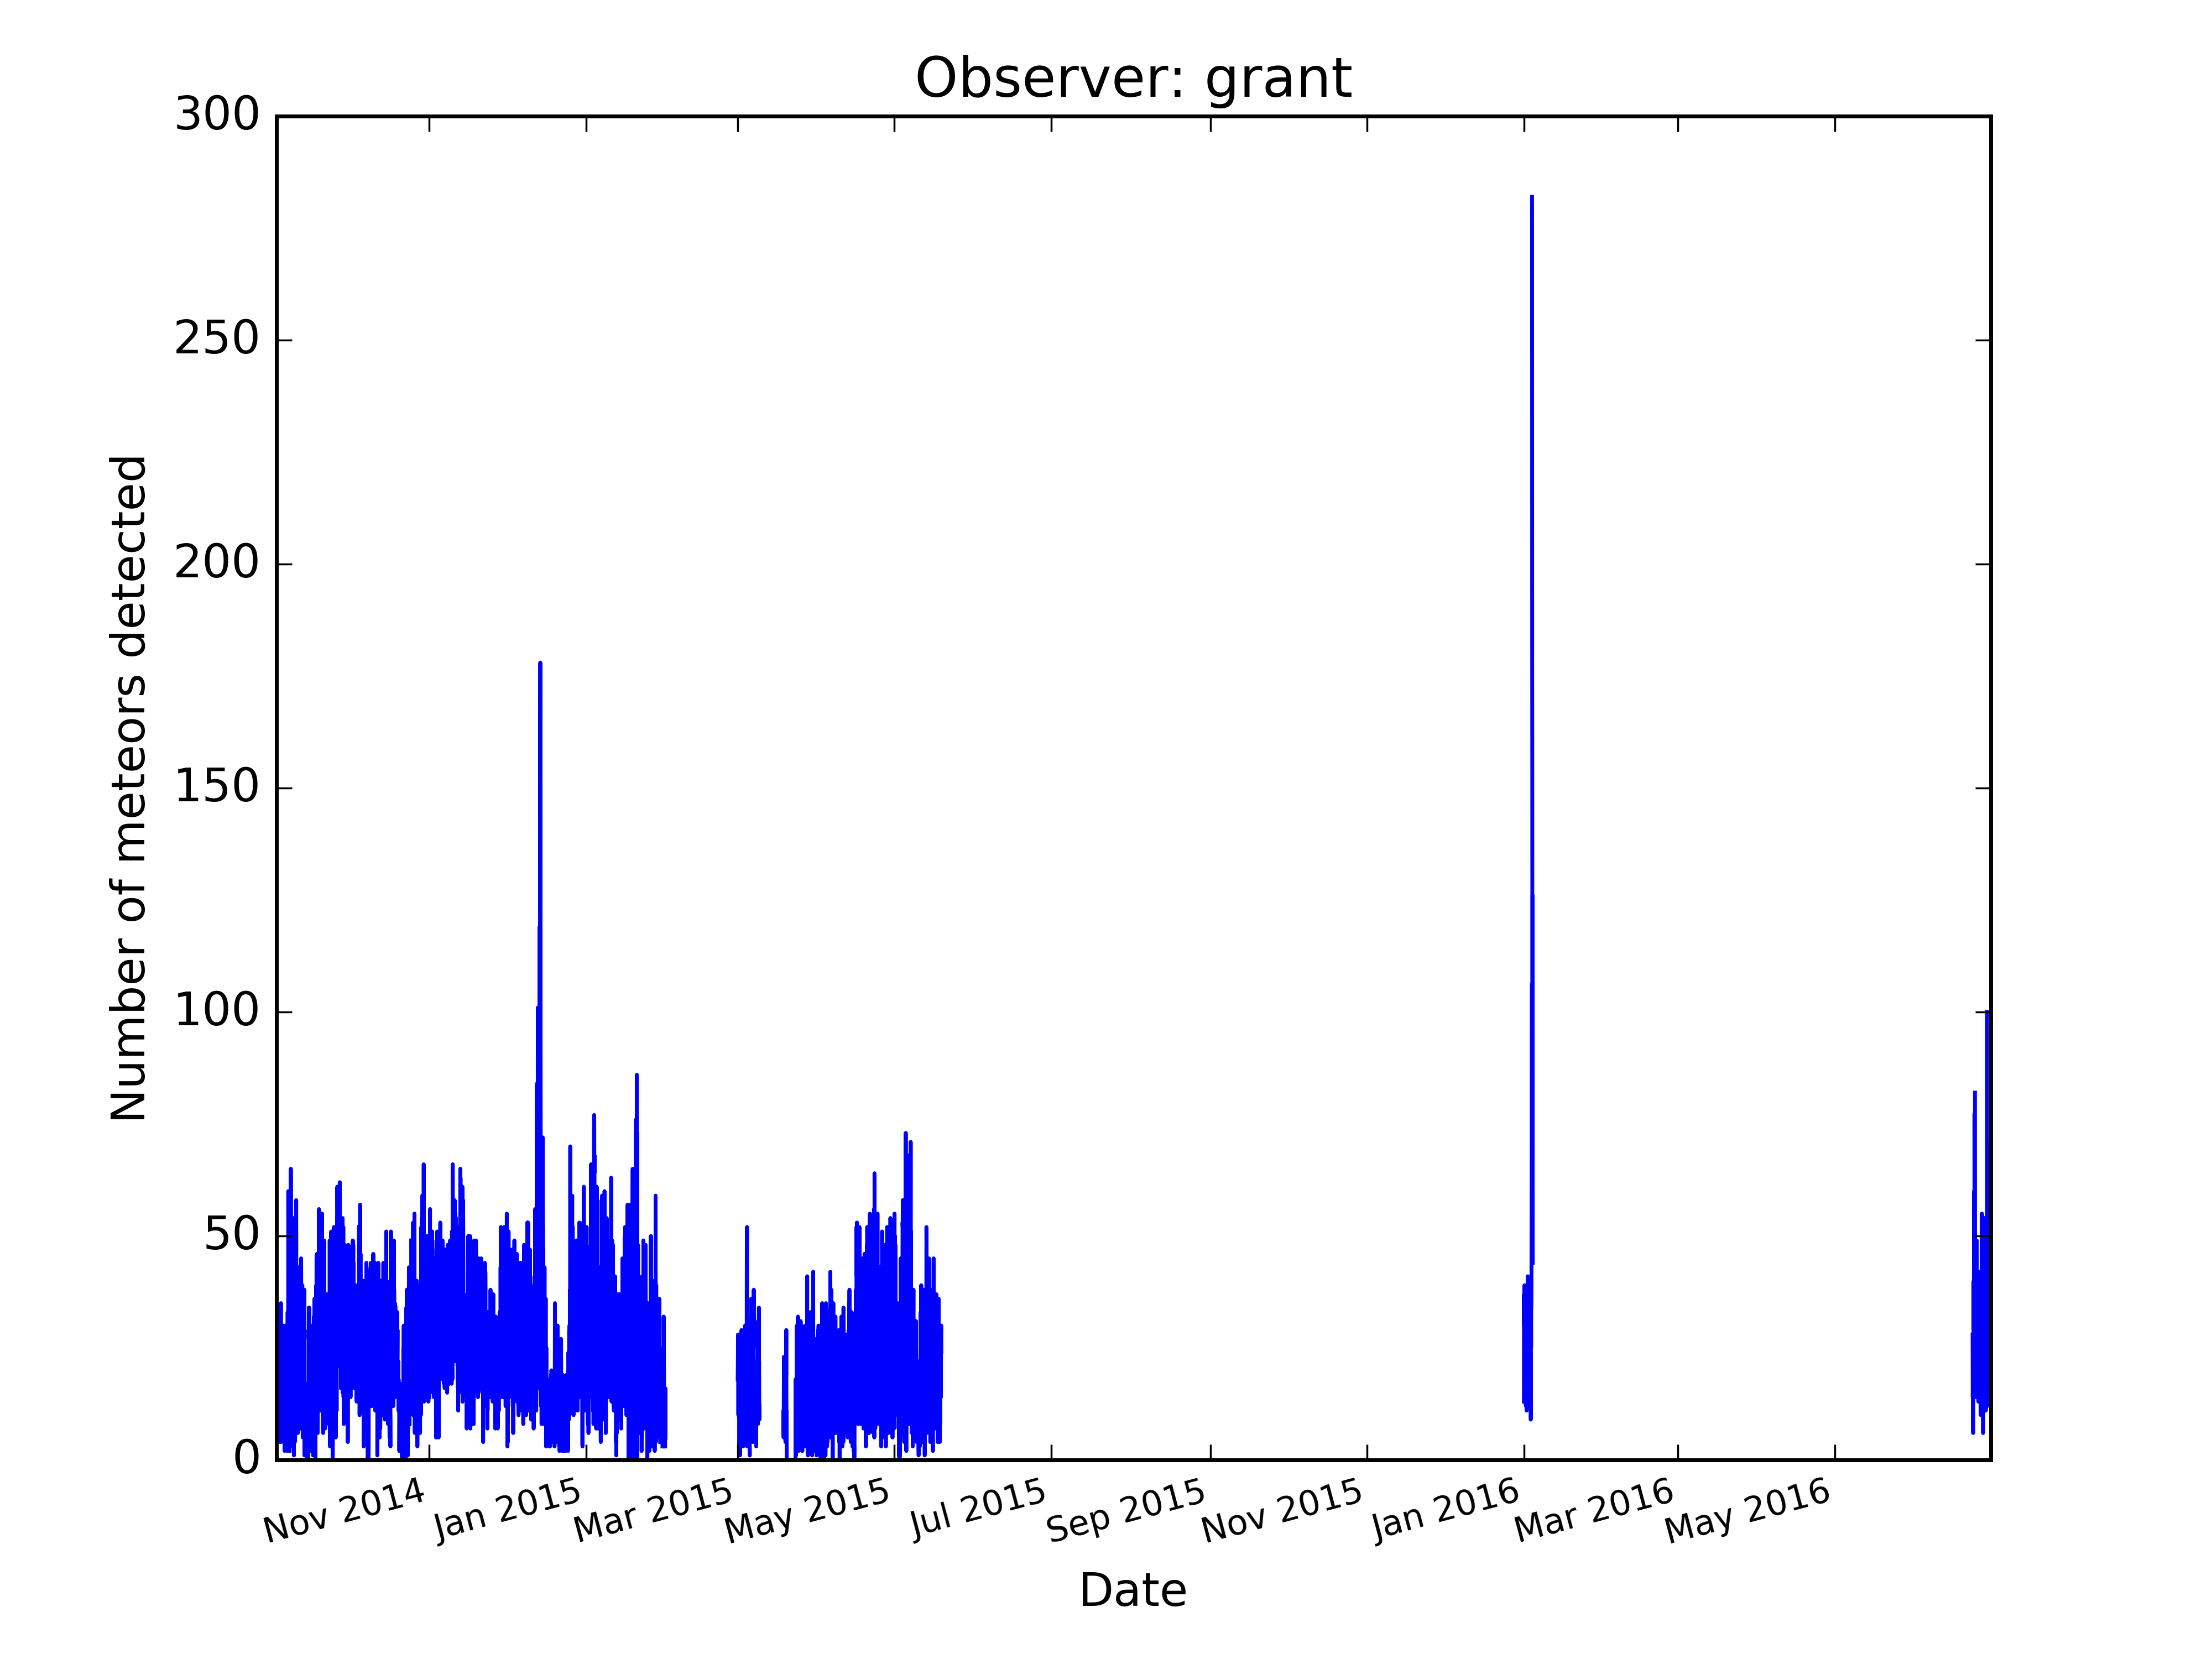 Observer: grant
300
250
200
150
100
50
0
Number of meteors detected
Nov 2014
Jan 2015
Mar 2015
May 2015
Jul 2015
Sep 2015
Nov 2015
Jan 2016
Mar 2016
May 2016
Date